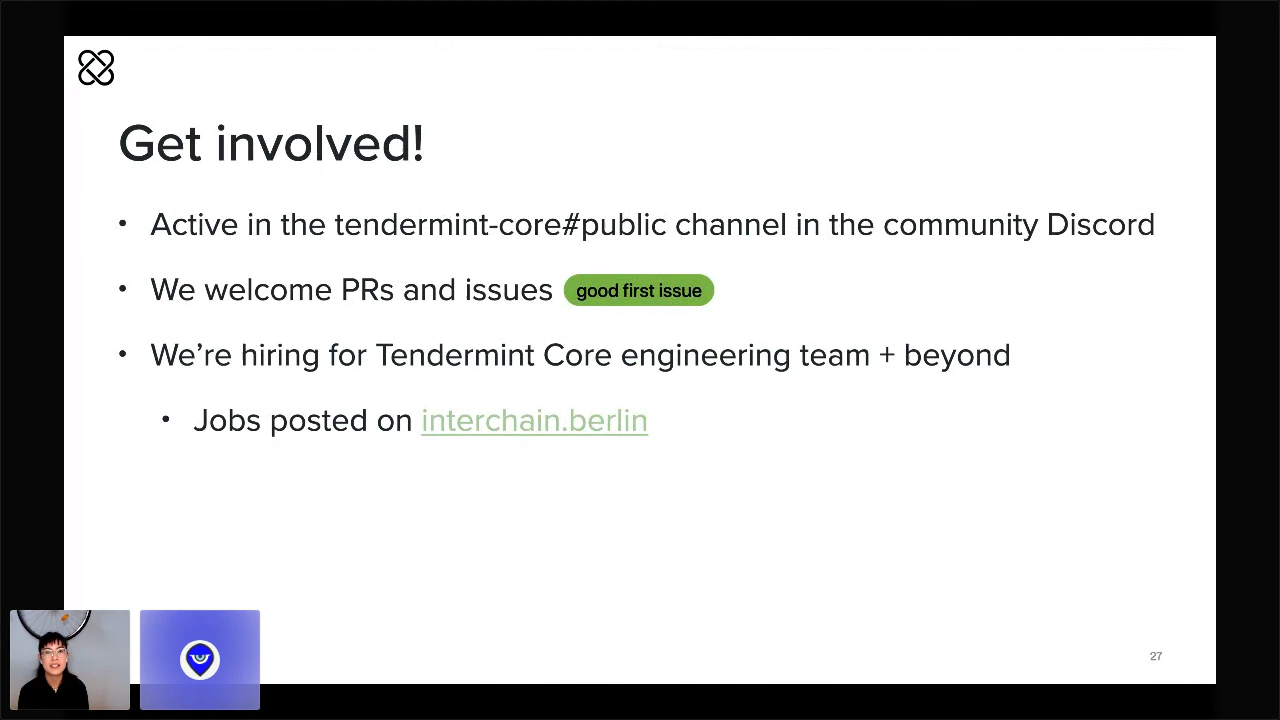 Get involved!
• Active in the tendermint-core#public channel in the community Discord
• We welcome PRs and issues good first issue
• We’re hiring for Tendermint Core engineering team + beyond
• Jobs posted on interchain.berlin
27